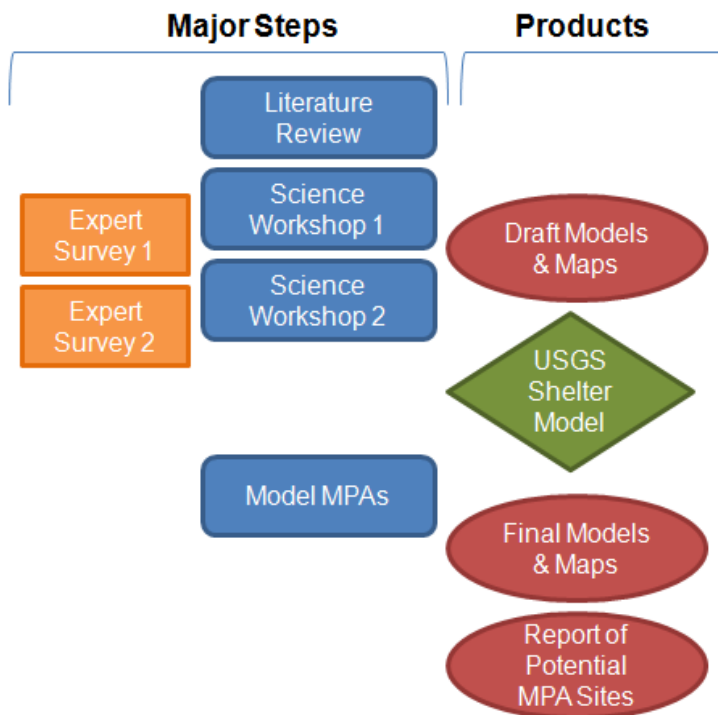 Major Steps
Products
Literature
Review
Science
Workshop 1
Expert
Survey 1
Draft Models
& Maps
Science
Workshop 2
Expert
Survey 2
USGS
Shelter
Model
Model MPAs
Final Models
& Maps
Report of
Potential
MPA Sites